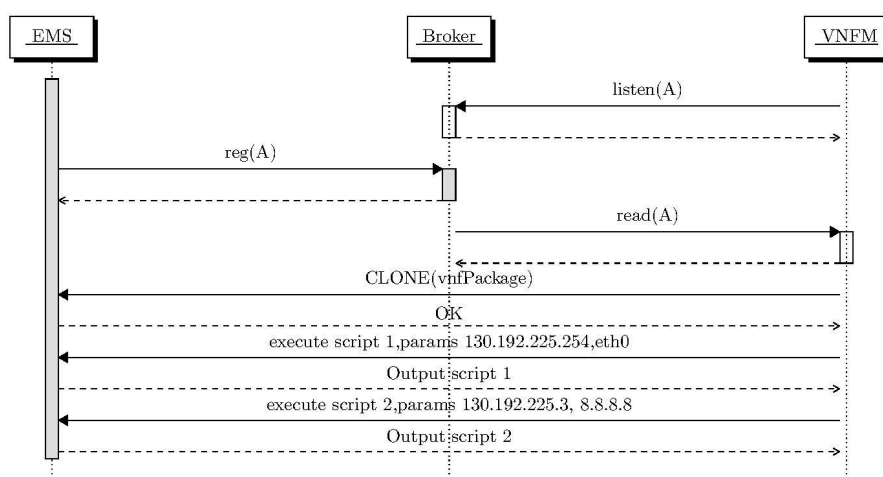 EMS Broker VNFM
listen(A)
reg(A)
read(A)
CLONE(vnfPackage)
OK
execute script 1,params 130.192.225.254,eth0
Output script 1
execute script 2,params 130.192.225.3, 8.8.8.8
Output script 2